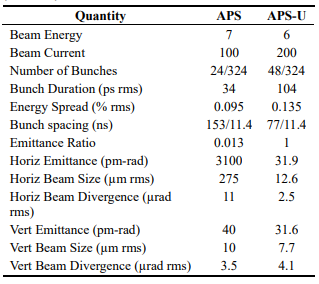 Quantity APS APS-U
Beam Energy 7 6
Beam Current 100 200
Number of Bunches 24/324 48/324
Bunch Duration (ps rms) 34 104
Energy Spread (% rms) 0.095 0.135
Bunch spacing (ns) 153/11.4 77/11.4
Emittance Ratio 0.013 1
Horiz Emittance (pm-rad) 3100 31.9
Horiz Beam Size (µm rms) 275 12.6
Horiz Beam Divergence (µrad 11 2.5
rms)
Vert Emittance (pm-rad) 40 31.6
Vert Beam Size (µm rms) 10 7.7
Vert Beam Divergence (µrad rms) 3.5 4.1